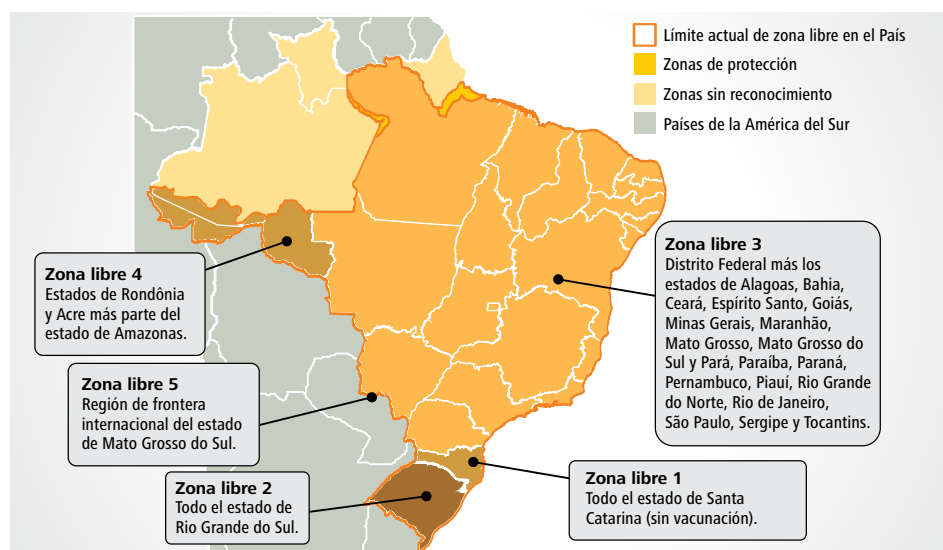 Límite actual de zona libre en el País
Zonas de protección
Zonas sin reconocimiento
Países de la América del Sur
Zona libre 3
Distrito Federal más los
estados de Alagoas, Bahia,
Ceará, Espírito Santo, Goiás,
Minas Gerais, Maranhão,
Mato Grosso, Mato Grosso do
Sul y Pará, Paraíba, Paraná,
Pernambuco, Piauí, Rio Grande
do Norte, Rio de Janeiro,
São Paulo, Sergipe y Tocantins.
Zona libre 4
Estados de Rondônia
y Acre más parte del
estado de Amazonas.
Zona libre 5
Región de frontera
internacional del estado
de Mato Grosso do Sul.
Zona libre 2
Todo el estado de
Rio Grande do Sul.
Zona libre 1
Todo el estado de Santa
Catarina (sin vacunación).